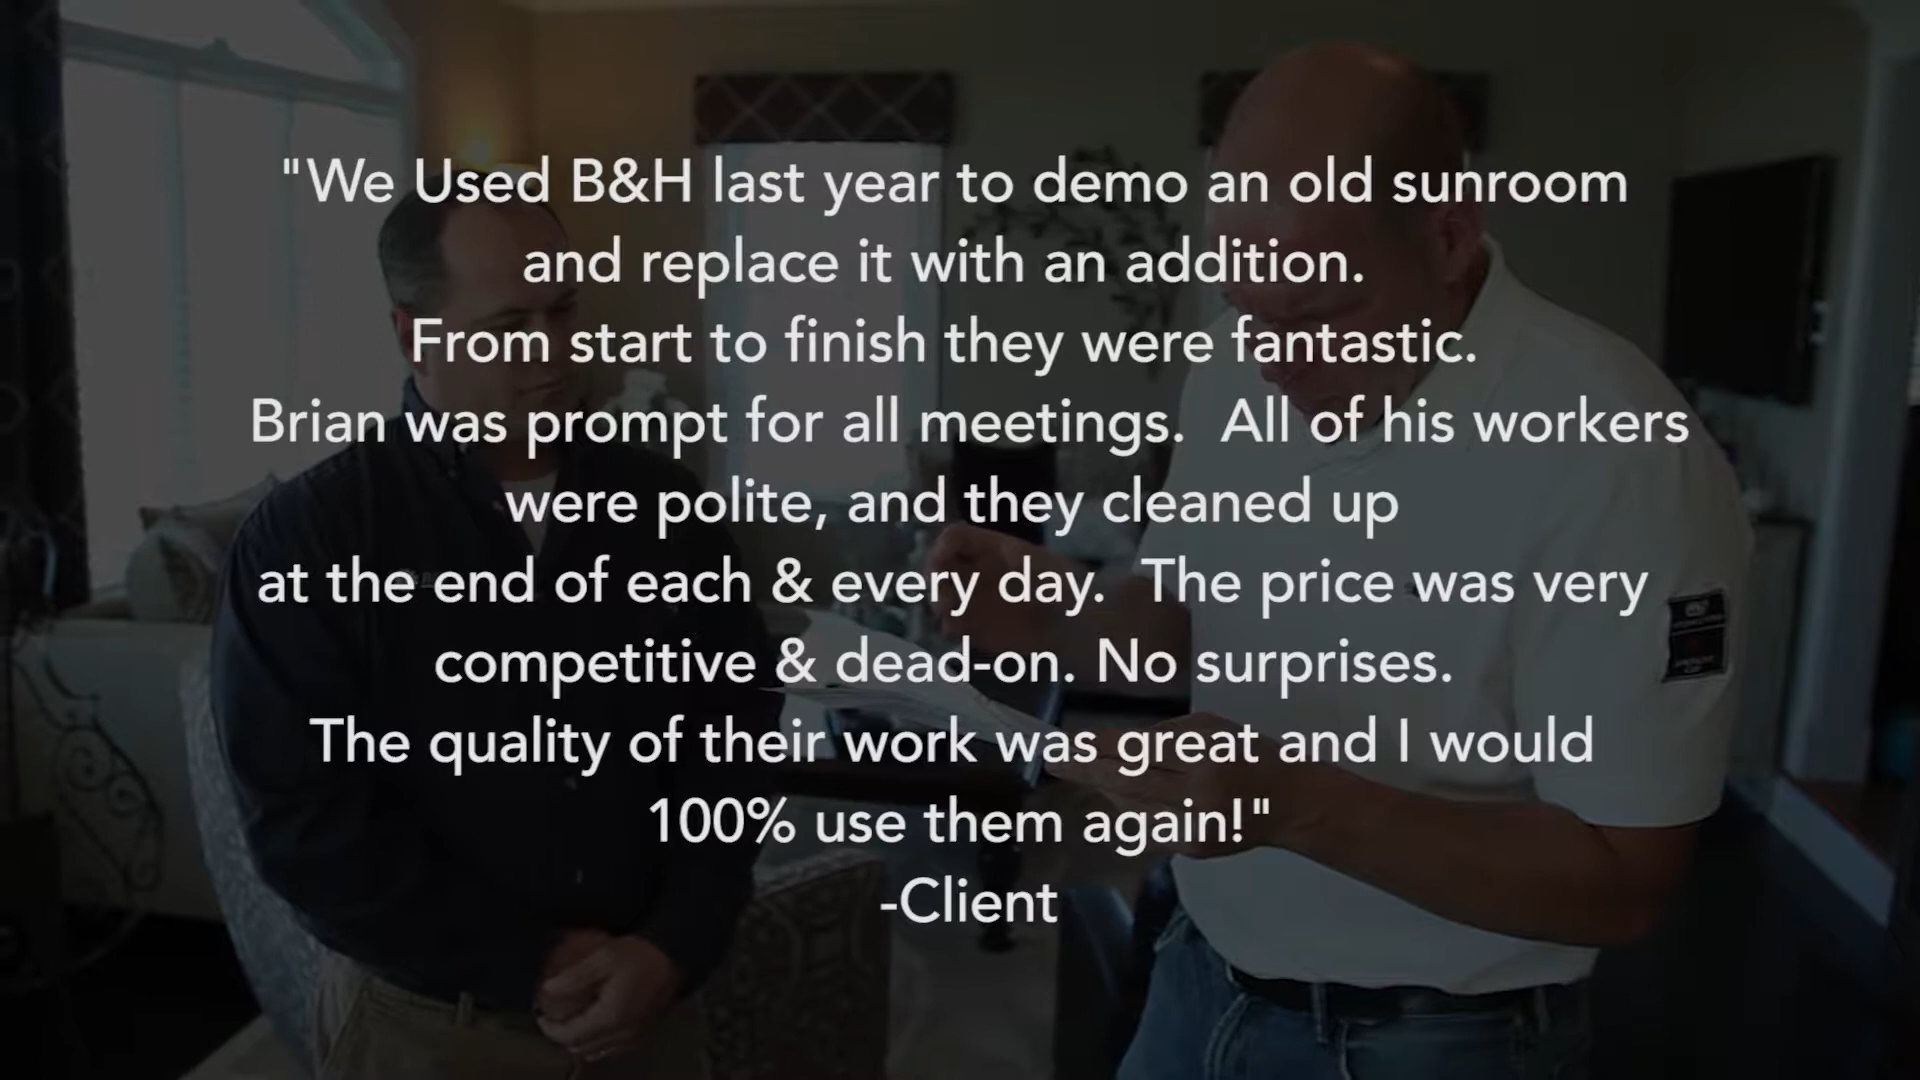 "We Used B&H last year to demo an old sunroom
and replace it with an addition.
From start to finish they were fantastic.
Brian was prompt for all meetings.  All of his workers
were polite, and they cleaned up
at the end of each & every day.  The price was very
competitive & dead-on. No surprises.
The quality of their work was great and I would
100% use them again!"
-Client